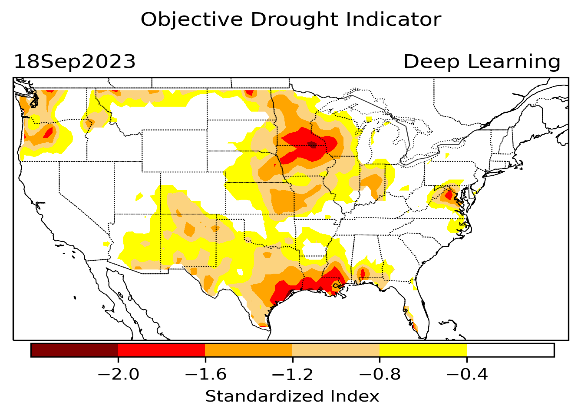 Objective Drought Indicator
18Sep2023 Deep Learning
−2.0 −1.6 −1.2 −0.8 −0.4
Standardized Index